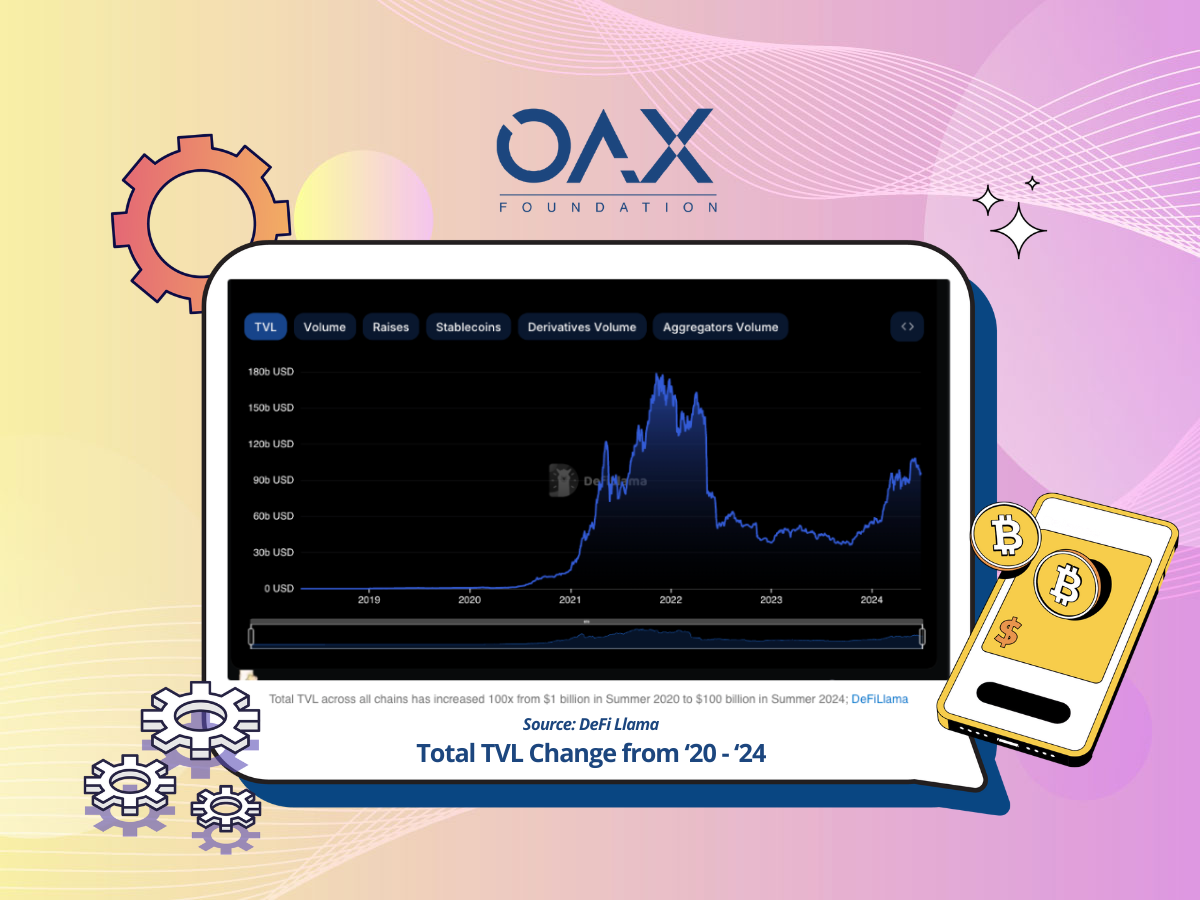 OAX
FOUNDATION
TVL Volume Raises Stablecoins Derivatives Volume Aggregators Volume <>
180b USD
150b USD
120b USD
90b USD
60b USD
30b USD
0 USD
DefiLlama
2019 2020 2021 2022 2023 2024
Total TVL across all chains has increased 100x from $1 billion in Summer 2020 to $100 billion in Summer 2024; DeFiLlama
Source: DeFi Llama
Total TVL Change from ‘20 - ‘24
₿
₿
$